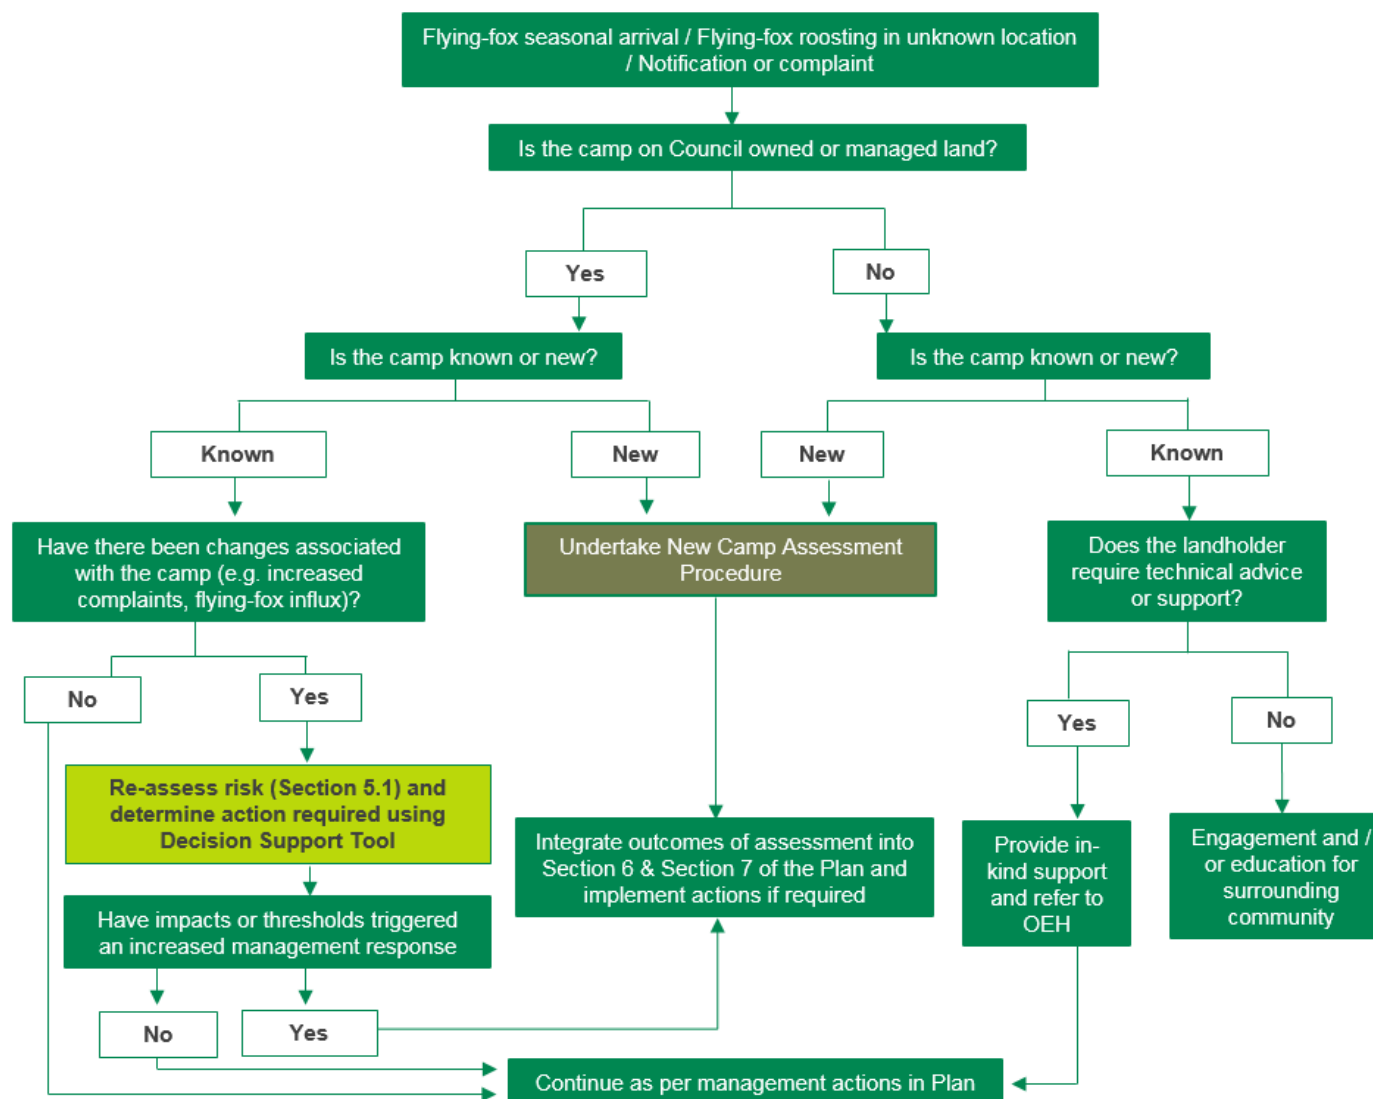 Flying-fox seasonal arrival / Flying-fox roosting in unknown location
/ Notification or complaint
Is the camp on Council owned or managed land?
Yes
No
Is the camp known or new?
Is the camp known or new?
Known
New
New
Known
Have there been changes associated
with the camp (e.g. increased
complaints, flying-fox influx)?
Undertake New Camp Assessment
Procedure
Does the landholder
require technical advice
or support?
No
Yes
Yes
No
Re-assess risk (Section 5.1) and
determine action required using
Decision Support Tool
Integrate outcomes of assessment into
Section 6 & Section 7 of the Plan and
implement actions if required
Provide in-
kind support
and refer to
OEH
Engagement and /
or education for
surrounding
community
Have impacts or thresholds triggered
an increased management response
No
Yes
Continue as per management actions in Plan